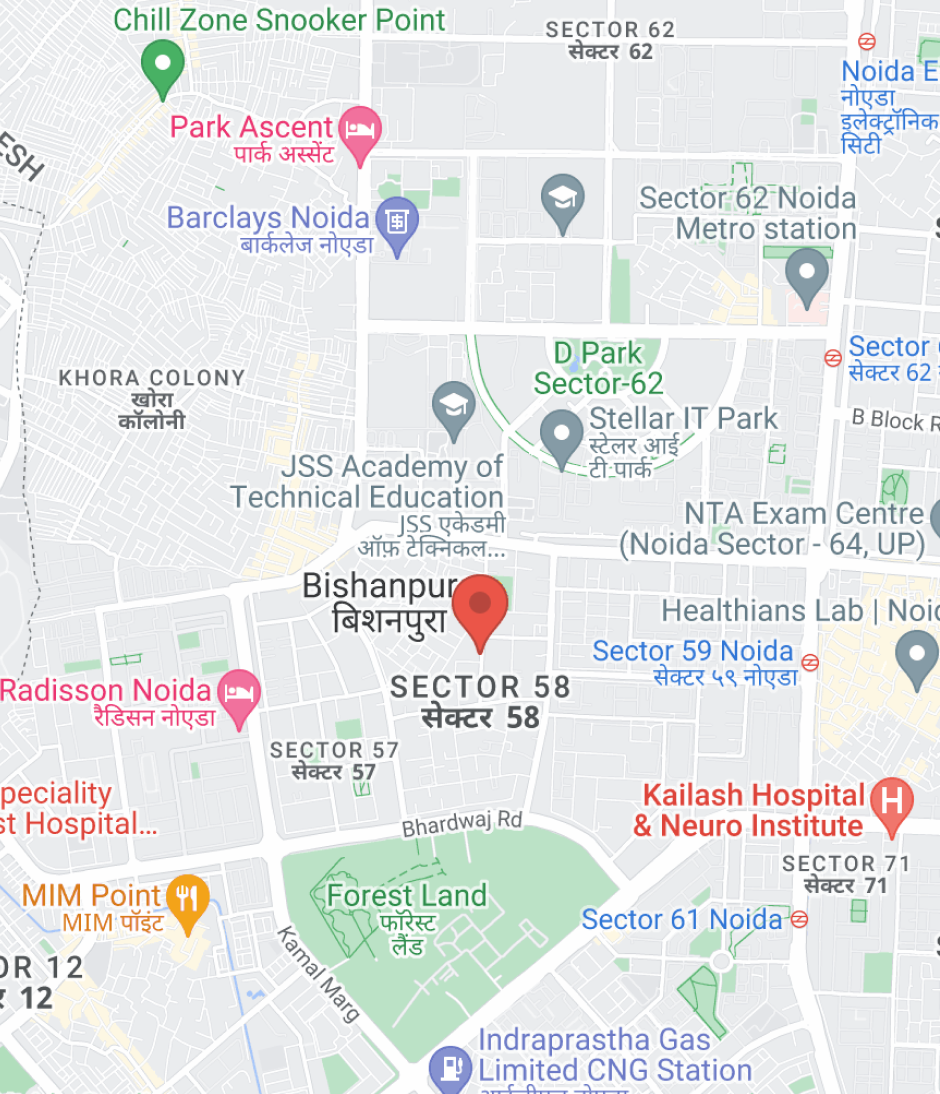 Chill Zone Snooker Point
SECTOR 62
सेक्टर 62
Noida E
नोएडा
इलेक्ट्रॉनिक
सिटी
Park Ascent
पार्क अस्सेंट
ESH
Sector 62 Noida
Metro station
Barclays Noida
बार्कलेज नोएडा
D Park
Sector-62
Sector
सेक्टर 62
KHORA COLONY
खोरा
कॉलोनी
Stellar IT Park
स्टेलर आई
टी पार्क
B Block R
JSS Academy of
Technical Education
JSS एकेडमी
ऑफ़ टेक्निकल...
NTA Exam Centre
(Noida Sector - 64, UP)
Bishanpur
बिशनपुरा
Healthians Lab | Noid
Sector 59 Noida
सेक्टर ५९ नोएडा
SECTOR 58
सेक्टर 58
Radisson Noida
रैडिसन नोएडा
SECTOR 57
सेक्टर 57
peciality
st Hospital...
Kailash Hospital
& Neuro Institute
H
Bhardwaj Rd
SECTOR 71
सेक्टर 71
MIM Point
MIM पॉइंट
Forest Land
फॉरेस्ट
लैंड
Sector 61 Noida
OR 12
र 12
Kamal Marg
Indraprastha Gas
Limited CNG Station